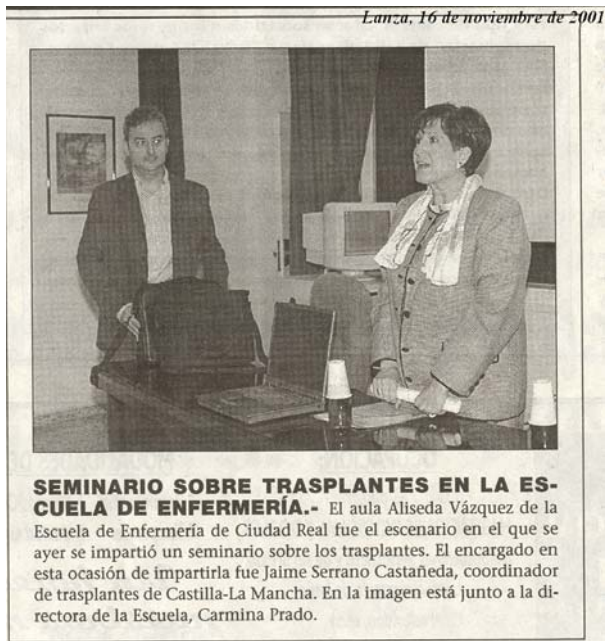 Lanza, 16 de noviembre de 2001
SEMINARIO SOBRE TRASPLANTES EN LA ES-
CUELA DE ENFERMERÍA.- El aula Aliseda Vázquez de la
Escuela de Enfermería de Ciudad Real fue el escenario en el que se
ayer se impartió un seminario sobre los trasplantes. El encargado en
esta ocasión de impartirla fue Jaime Serrano Castañeda, coordinador
de trasplantes de Castilla-La Mancha. En la imagen está junto a la di-
rectora de la Escuela, Carmina Prado.